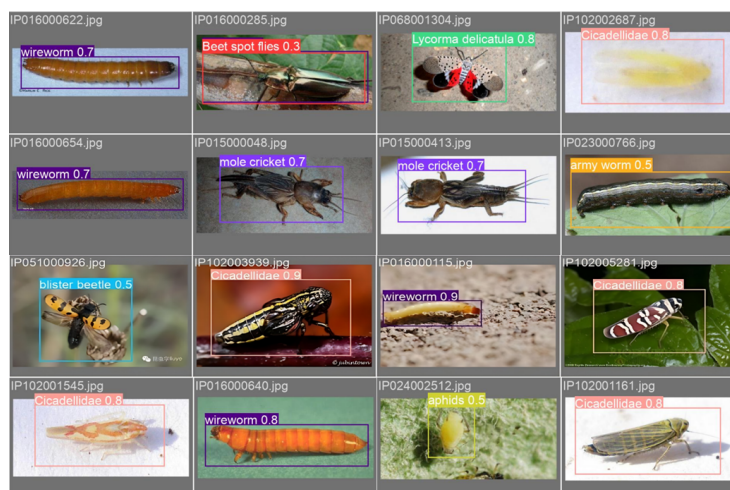 IP016000622.jpg
IP016000285.jpg
IP068001304.jpg
IP102002687.jpg
wireworm 0.7
Beet spot flies 0.3
Lycorma delicatula 0.8
Cicadellidae 0.8
IP016000654.jpg
IP015000048.jpg
IP015000413.jpg
IP023000766.jpg
wireworm 0.7
mole cricket 0.7
mole cricket 0.7
army worm 0.5
IP051000926.jpg
IP102003939.jpg
IP016000115.jpg
IP102005281.jpg
blister beetle 0.5
Cicadellidae 0.9
wireworm 0.9
Cicadellidae 0.8
IP102001545.jpg
IP016000640.jpg
IP024002512.jpg
IP102001161.jpg
Cicadellidae 0.8
wireworm 0.8
aphids 0.5
Cicadellidae 0.8